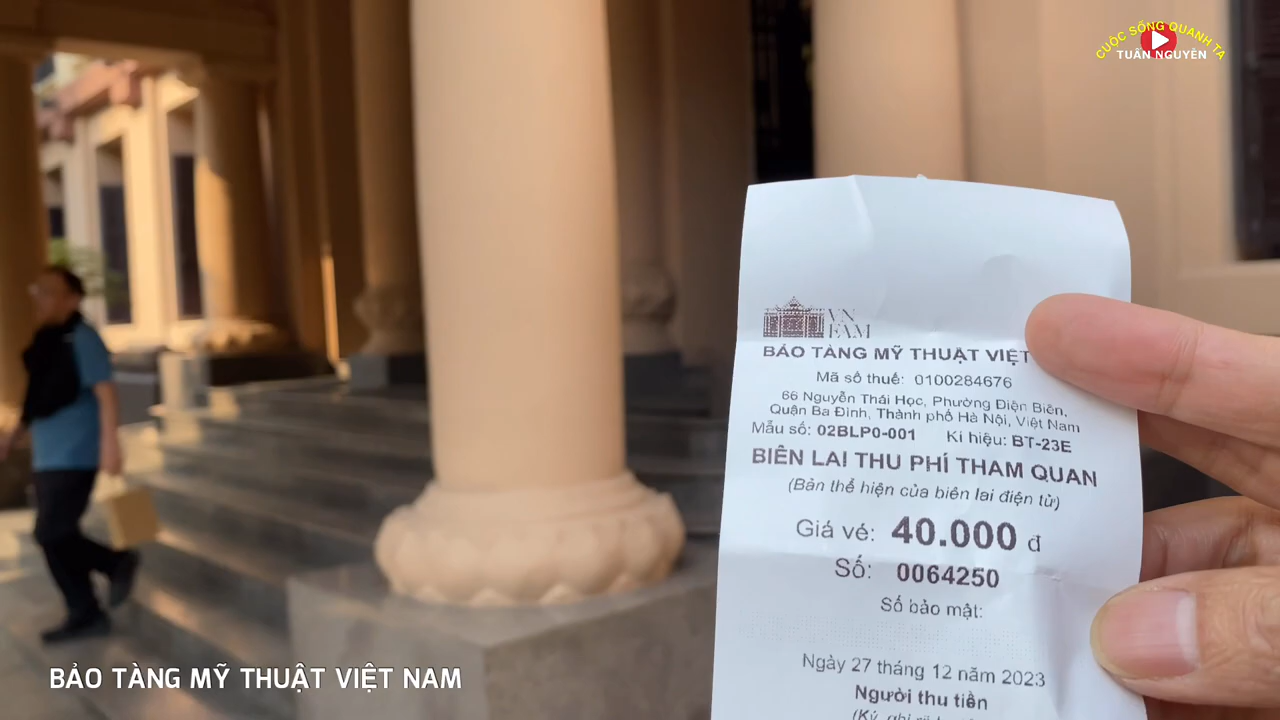 CUỘC SỐNG QUANH TA
TUẤN NGUYÊN
VN
FAM
BẢO TÀNG MỸ THUẬT VIỆT
Mã số thuế: 0100284676
66 Nguyễn Thái Học, Phường Điện Biên,
Quận Ba Đình, Thành phố Hà Nội, Việt Nam
Mẫu số: 02BLP0-001 Kí hiệu: BT-23E
BIÊN LAI THU PHÍ THAM QUAN
(Bản thể hiện của biên lai điện tử)
Giá vé: 40.000 đ
Số: 0064250
Số bảo mật:
Ngày 27 tháng 12 năm 2023
Người thu tiền
(Ký, ghi
BẢO TÀNG MỸ THUẬT VIỆT NAM